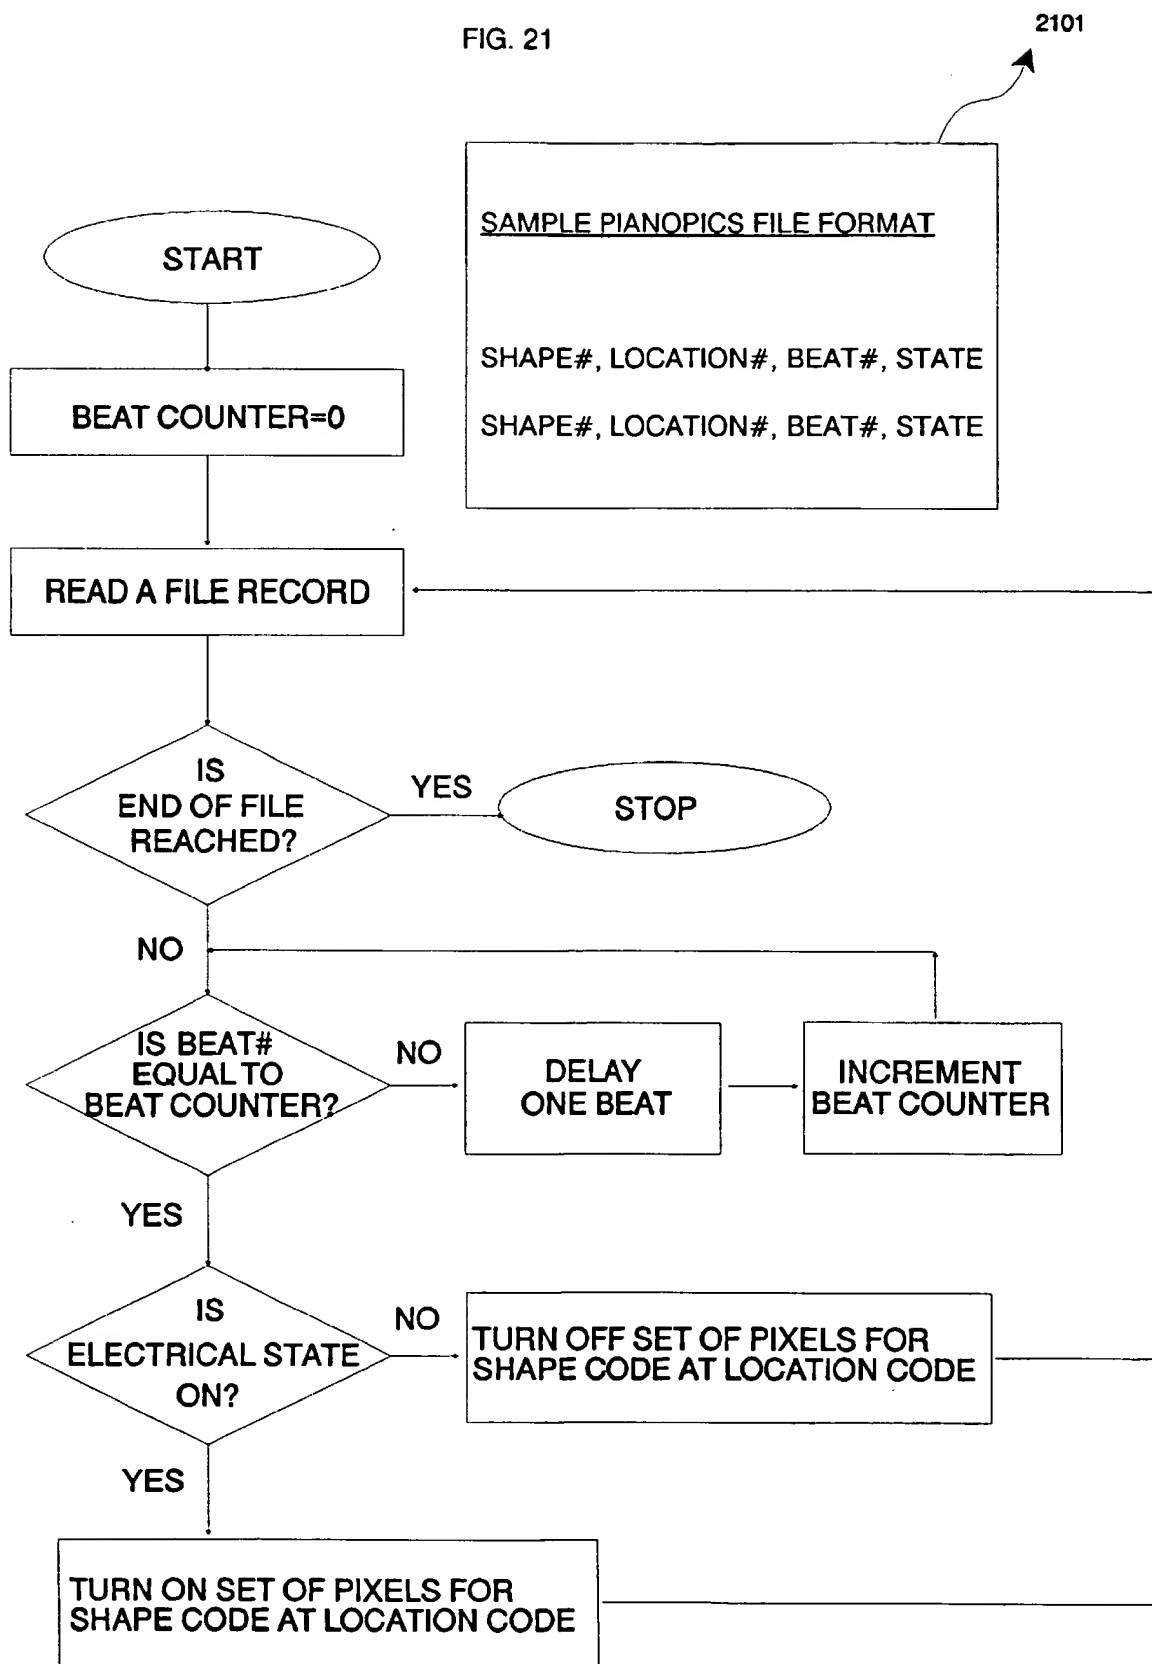 FIG. 21
2101
SAMPLE PIANOPICS FILE FORMAT
SHAPE#, LOCATION#, BEAT#, STATE
SHAPE#, LOCATION#, BEAT#, STATE
START
BEAT COUNTER=0
READ A FILE RECORD
IS
END OF FILE
REACHED?
YES
STOP
NO
IS BEAT#
EQUAL TO
BEAT COUNTER?
NO
DELAY
ONE BEAT
INCREMENT
BEAT COUNTER
YES
IS
ELECTRICAL STATE
ON?
NO
TURN OFF SET OF PIXELS FOR
SHAPE CODE AT LOCATION CODE
YES
TURN ON SET OF PIXELS FOR
SHAPE CODE AT LOCATION CODE